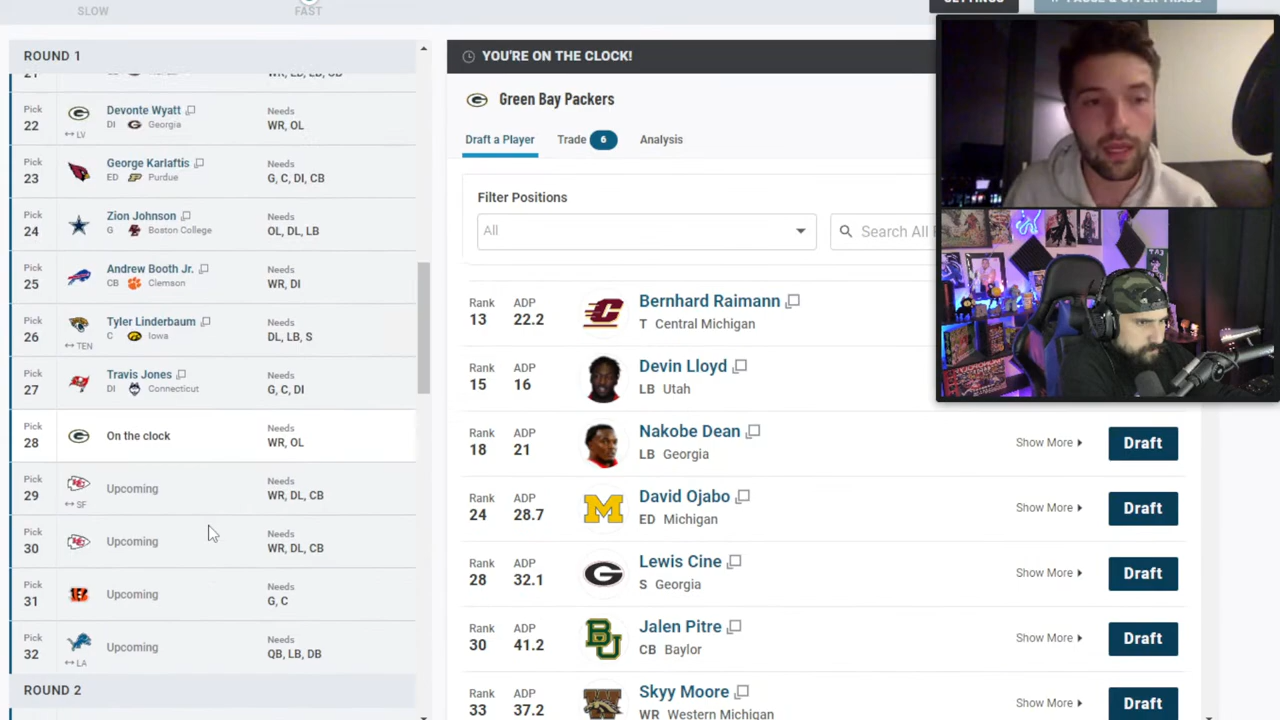 SLOW
FAST
ROUND 1
WR, LB, LB, CB
Pick
22
LV
Devonte Wyatt
DI Georgia
Needs
WR, OL
Pick
23
George Karlaftis
ED Purdue
Needs
G, C, DI, CB
Pick
24
Zion Johnson
G Boston College
Needs
OL, DL, LB
Pick
25
Andrew Booth Jr.
CB Clemson
Needs
WR, DI
Pick
26
TEN
Tyler Linderbaum
C Iowa
Needs
DL, LB, S
Pick
27
Travis Jones
DI Connecticut
Needs
G, C, DI
Pick
28
On the clock
Needs
WR, OL
Pick
29
SF
Upcoming
Needs
WR, DL, CB
Pick
30
Upcoming
Needs
WR, DL, CB
Pick
31
Upcoming
Needs
G, C
Pick
32
LA
Upcoming
Needs
QB, LB, DB
ROUND 2
YOU'RE ON THE CLOCK!
Green Bay Packers
Draft a Player
Trade 6
Analysis
Filter Positions
All
Search All
Rank
13
ADP
22.2
Bernhard Raimann
T Central Michigan
Rank
15
ADP
16
Devin Lloyd
LB Utah
Rank
18
ADP
21
Nakobe Dean
LB Georgia
Show More
Draft
Rank
24
ADP
28.7
David Ojabo
ED Michigan
Show More
Draft
Rank
28
ADP
32.1
Lewis Cine
S Georgia
Show More
Draft
Rank
30
ADP
41.2
Jalen Pitre
CB Baylor
Show More
Draft
Rank
33
ADP
37.2
Skyy Moore
WR Western Michigan
Show More
Draft